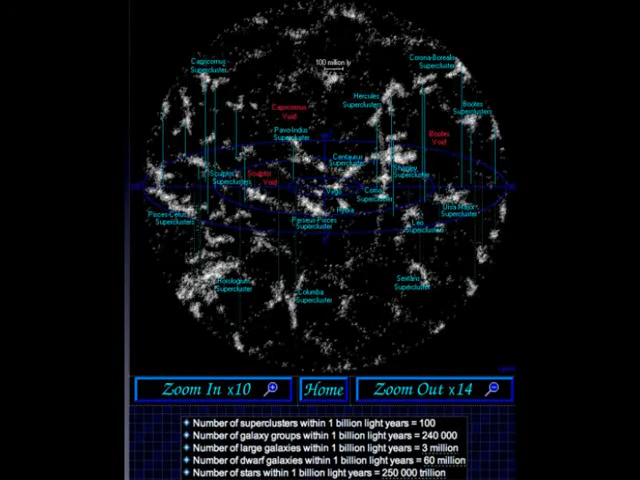 Capricornus
Supercluster
100 million ly
Corona-Borealis
Supercluster
Hercules
Superclusters
Bootes
Superclusters
Capricornus
Void
Pavo-Indus
Supercluster
Bootes
Void
Centaurus
Supercluster
Shapley
Supercluster
Sculptor
Superclusters
Sculptor
Void
Virgo
Coma
Supercluster
Hydra
Pisces-Cetus
Superclusters
Perseus-Pisces
Supercluster
Leo
Superclusters
Ursa Major
Supercluster
Horologium
Supercluster
Columba
Supercluster
Sextans
Supercluster
Zoom In x10
Home
Zoom Out x14
Number of superclusters within 1 billion light years = 100
Number of galaxy groups within 1 billion light years = 240 000
Number of large galaxies within 1 billion light years = 3 million
Number of dwarf galaxies within 1 billion light years = 60 million
Number of stars within 1 billion light years = 250 000 trillion